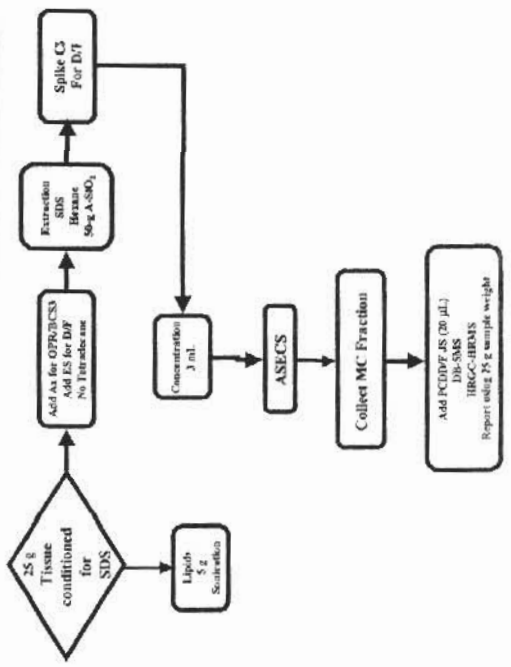 25 g
Tissue
conditioned
for
SDS
Lipids
5 g
Sonication
Add Ax for OPR/BCS3
Add ES for D/F
No Tetradecane
Extraction
SDS
Hexane
50-g A-SiO₂
Spike CS
For D/F
Concentration
3 mL
ASECS
Collect MC Fraction
Add PCDD/F JS (20 µL)
DB-5MS
HRGC-HRMS
Report using 25 g sample weight